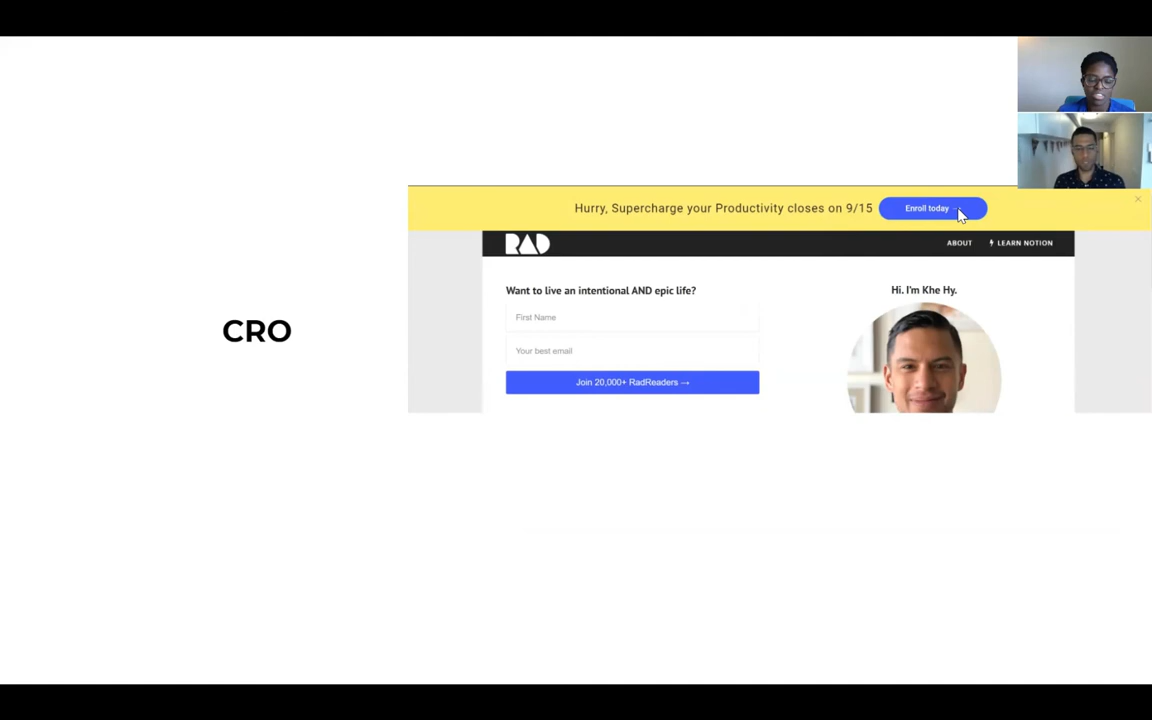 Hurry, Supercharge your Productivity closes on 9/15
Enroll today →
RAD
ABOUT
LEARN NOTION
Want to live an intentional AND epic life?
Hi. I'm Khe Hy.
First Name
CRO
Your best email
Join 20,000+ RadReaders →